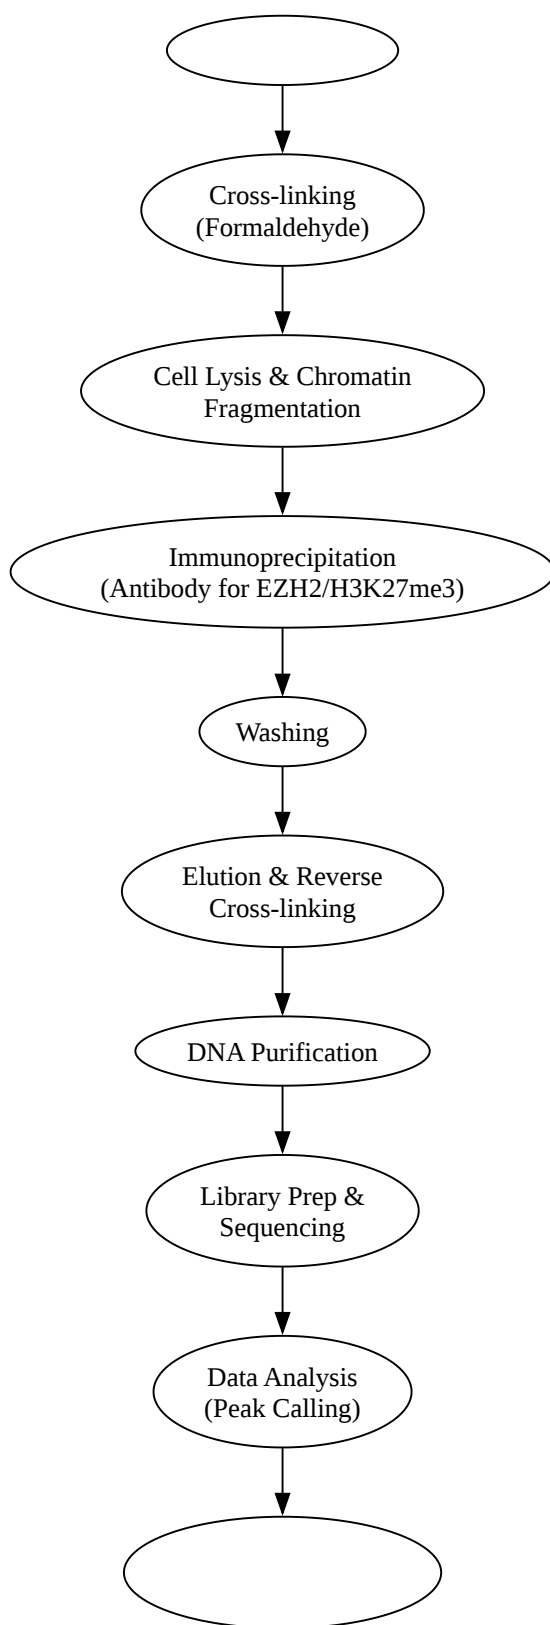 Cross-linking
(Formaldehyde)
Cell Lysis & Chromatin
Fragmentation
Immunoprecipitation
(Antibody for EZH2/H3K27me3)
Washing
Elution & Reverse
Cross-linking
DNA Purification
Library Prep &
Sequencing
Data Analysis
(Peak Calling)